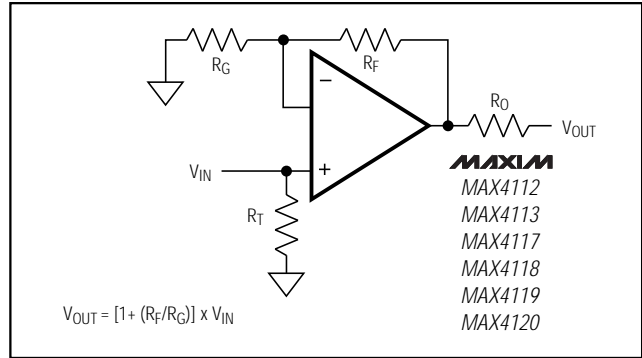 RG
RF
−
RO
VOUT
MAXIM
VIN
+
MAX4112
MAX4113
RT
MAX4117
MAX4118
MAX4119
MAX4120
VOUT = [1+ (RF/RG)] x VIN